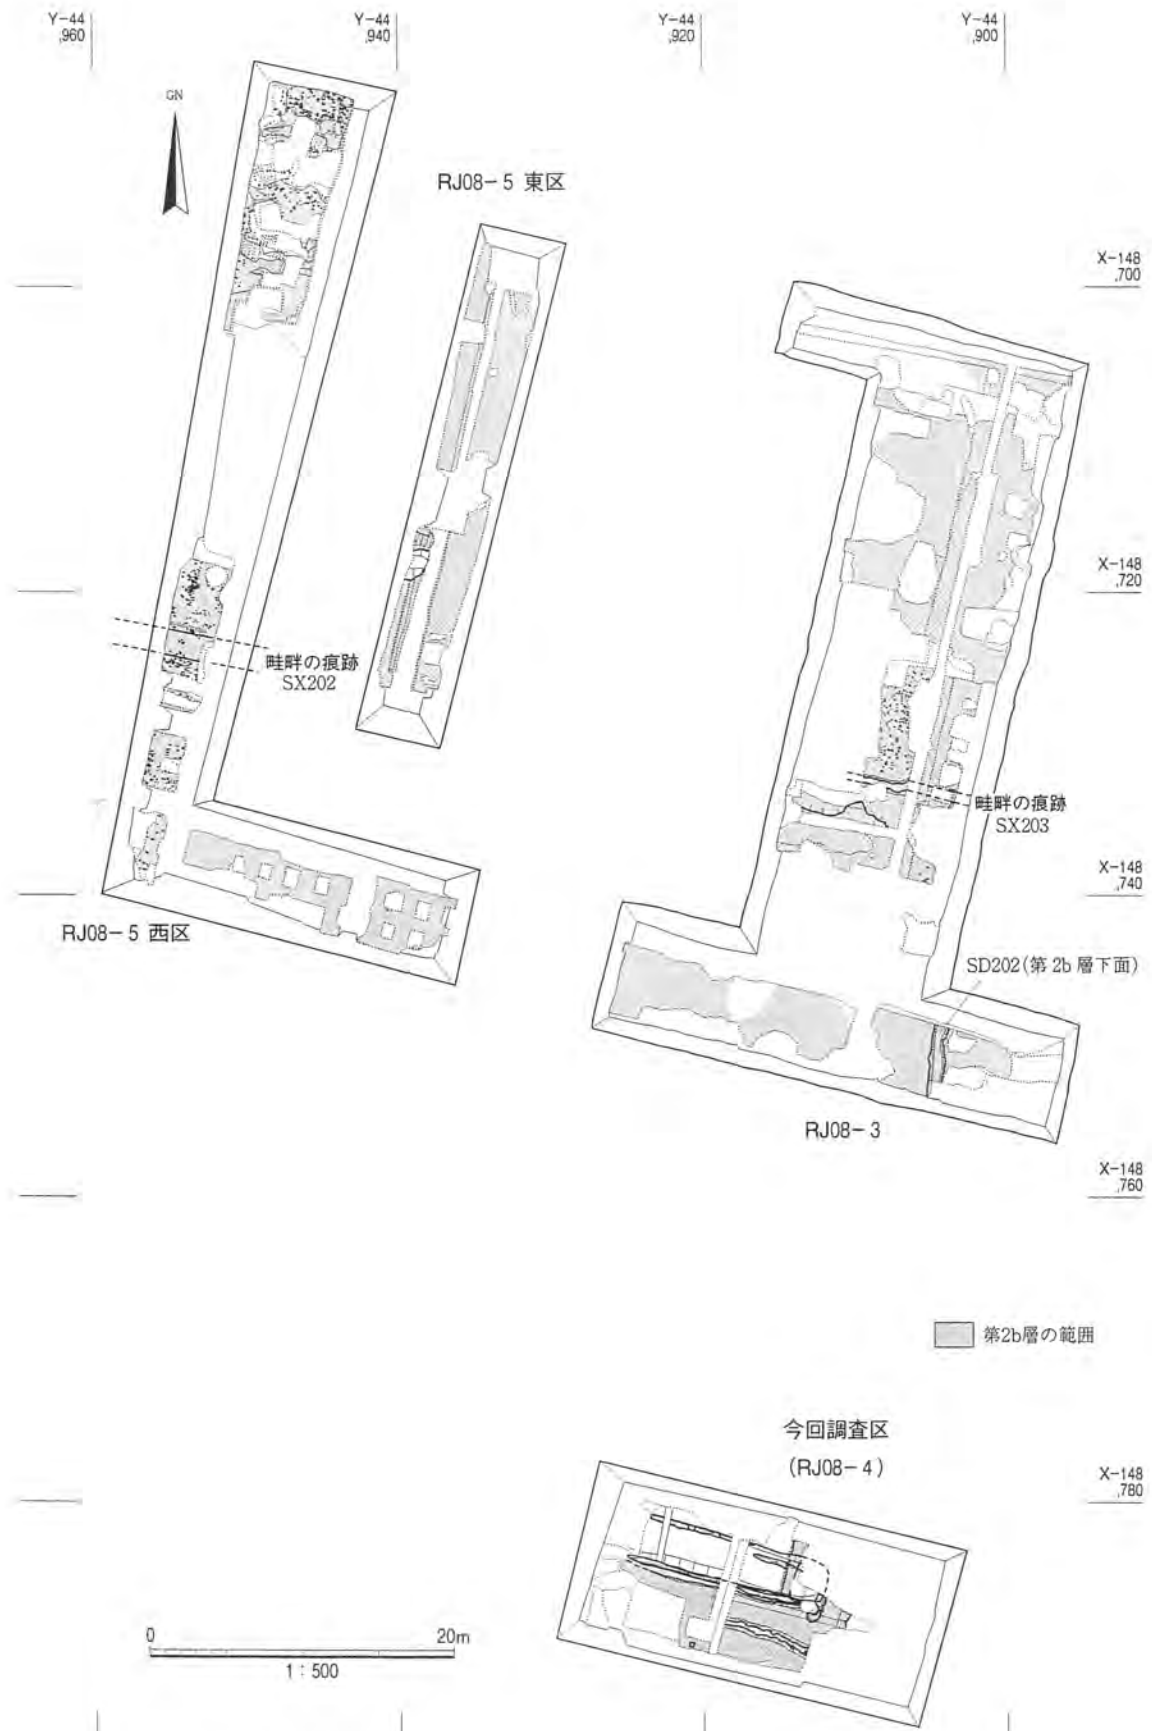 Y-44
,960
Y-44
,940
Y-44
,920
Y-44
,900
GN
RJ08-5 東区
X-148
,700
X-148
,720
畦畔の痕跡
SX202
畦畔の痕跡
SX203
X-148
,740
RJ08-5 西区
SD202(第2b層下面)
RJ08-3
X-148
,760
第2b層の範囲
今回調査区
(RJ08-4)
X-148
,780
0 20m
1:500